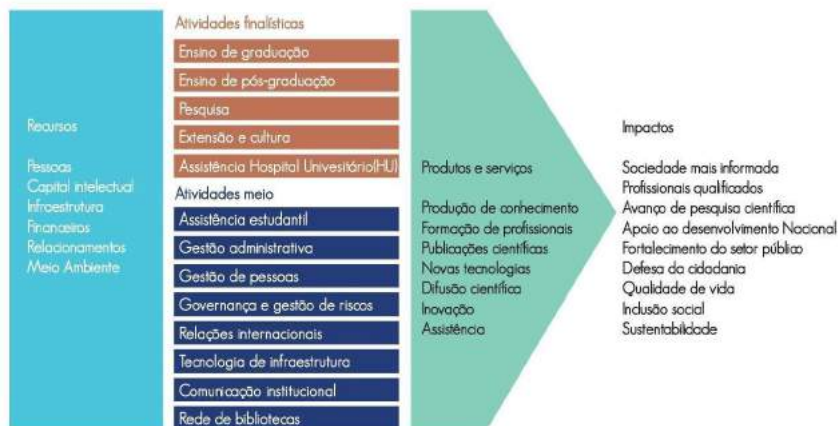 Recursos
Pessoas
Capital intelectual
Infraestrutura
Financeiros
Relacionamentos
Meio Ambiente
Atividades finalísticas
Ensino de graduação
Ensino de pós-graduação
Pesquisa
Extensão e cultura
Assistência Hospital Univesitário(HU)
Atividades meio
Assistência estudantil
Gestão administrativa
Gestão de pessoas
Governança e gestão de riscos
Relações internacionais
Tecnologia de infraestrutura
Comunicação institucional
Rede de bibliotecas
Produtos e serviços
Produção de conhecimento
Formação de profissionais
Publicações científicas
Novas tecnologias
Difusão científica
Inovação
Assistência
Impactos
Sociedade mais informada
Profissionais qualificados
Avanço de pesquisa científica
Apoio ao desenvolvimento Nacional
Fortalecimento do setor público
Defesa da cidadania
Qualidade de vida
Inclusão social
Sustentabilidade